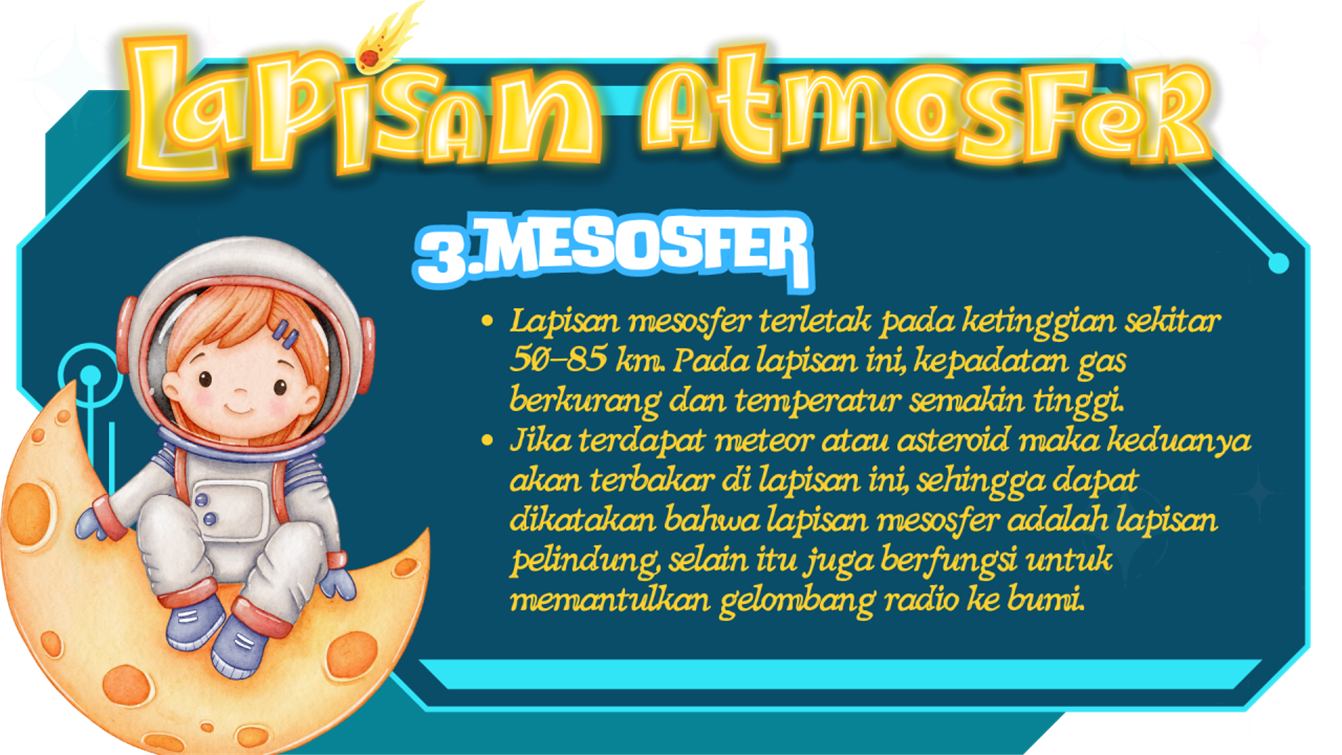 Lapisan Atmosfer
3.MESOSFER
• Lapisan mesosfer terletak pada ketinggian sekitar
50–85 km. Pada lapisan ini, kepadatan gas
berkurang dan temperatur semakin tinggi.
• Jika terdapat meteor atau asteroid maka keduanya
akan terbakar di lapisan ini, sehingga dapat
dikatakan bahwa lapisan mesosfer adalah lapisan
pelindung, selain itu juga berfungsi untuk
memantulkan gelombang radio ke bumi.